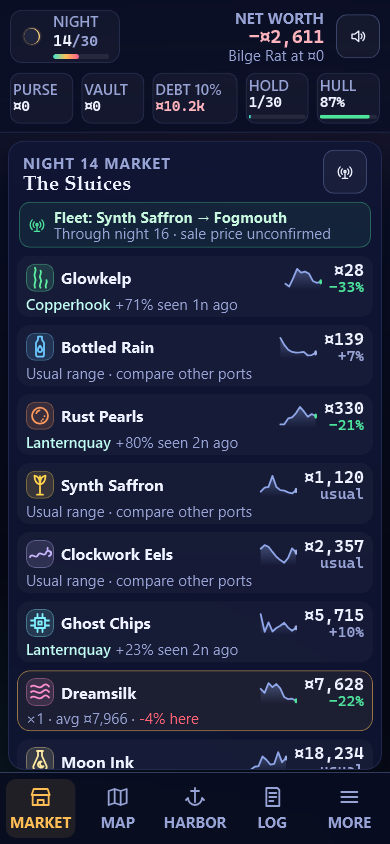 NIGHT
14/30
NET WORTH
−¤2,611
Bilge Rat at ¤0
PURSE
¤0
VAULT
¤0
DEBT 10%
¤10.2k
HOLD
1/30
HULL
87%
NIGHT 14 MARKET
The Sluices
Fleet: Synth Saffron → Fogmouth
Through night 16 · sale price unconfirmed
Glowkelp
¤28
−33%
Copperhook +71% seen 1n ago
Bottled Rain
¤139
+7%
Usual range · compare other ports
Rust Pearls
¤330
−21%
Lanternquay +80% seen 2n ago
Synth Saffron
¤1,120
usual
Usual range · compare other ports
Clockwork Eels
¤2,357
usual
Usual range · compare other ports
Ghost Chips
¤5,715
+10%
Lanternquay +23% seen 2n ago
Dreamsilk
¤7,628
−22%
×1 · avg ¤7,966 · -4% here
Moon Ink
¤18,234
usual
MARKET
MAP
HARBOR
LOG
MORE